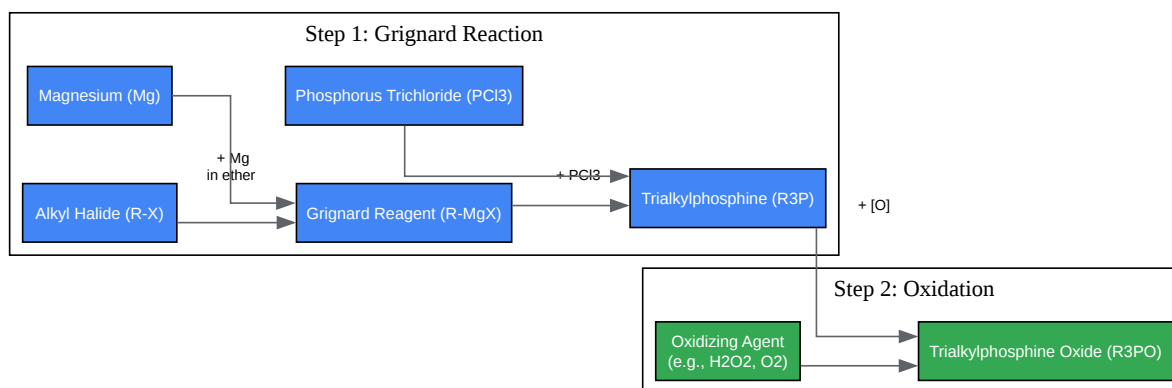 Step 1: Grignard Reaction
Magnesium (Mg)
Phosphorus Trichloride (PCl3)
+ Mg
in ether
+ PCl3
Alkyl Halide (R-X)
Grignard Reagent (R-MgX)
Trialkylphosphine (R3P)
+ [O]
Step 2: Oxidation
Oxidizing Agent
(e.g., H2O2, O2)
Trialkylphosphine Oxide (R3PO)